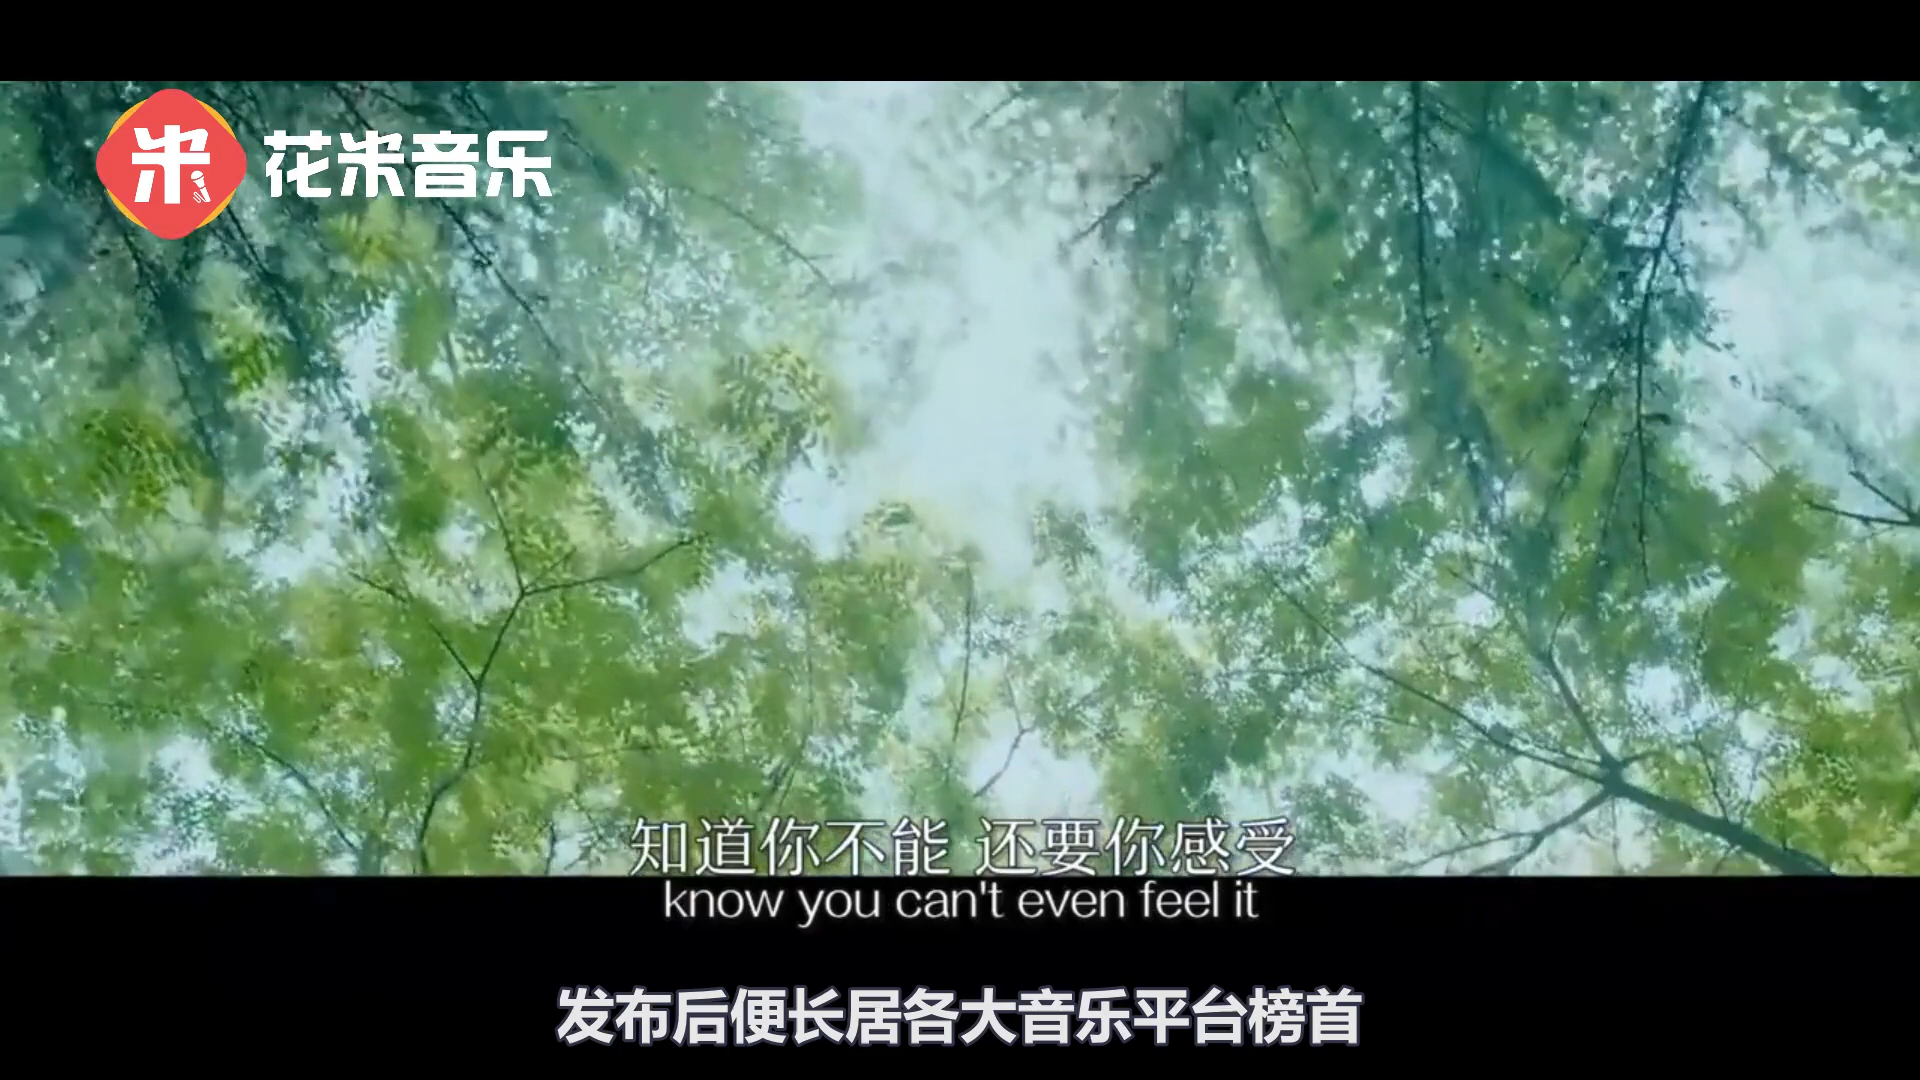 米 花米音乐
知道你不能 还要你感受
know you can't even feel it
发布后便长居各大音乐平台榜首